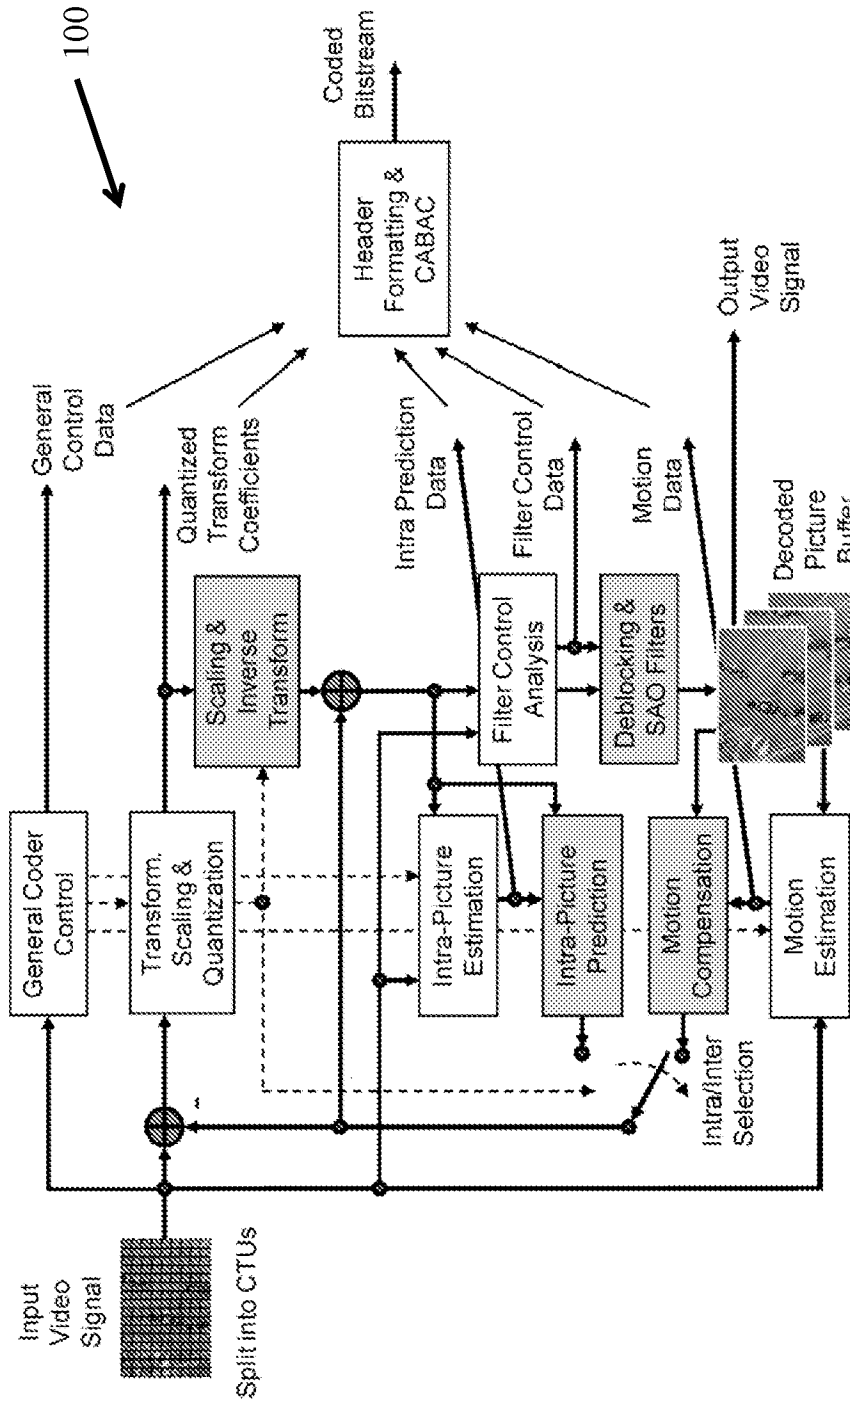 100
Input
Video
Signal
Split into CTUs
General Coder
Control
Transform,
Scaling &
Quantization
General
Control
Data
Quantized
Transform
Coefficients
Scaling &
Inverse
Transform
Header
Formatting &
CABAC
Coded
Bitstream
-
Intra-Picture
Estimation
Intra-Picture
Prediction
Filter Control
Analysis
Deblocking &
SAO Filters
Intra Prediction
Data
Filter Control
Data
Motion
Compensation
Motion
Data
Intra/Inter
Selection
Motion
Estimation
Output
Video
Signal
Decoded
Picture
Buffer